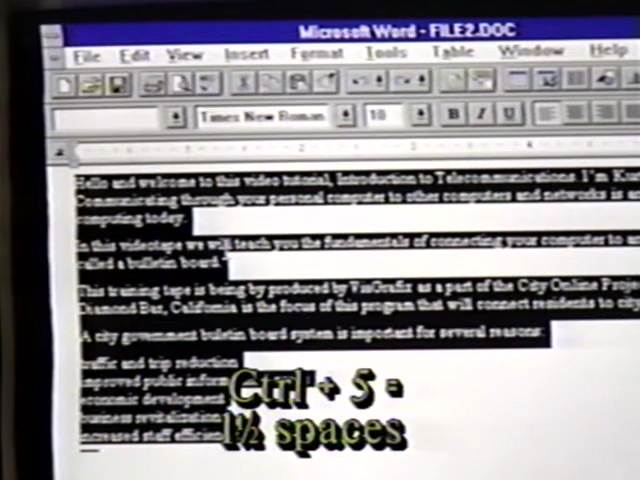 Microsoft Word - FILE2.DOC
File Edit View Insert Format Tools Table Window Help
Times New Roman 10 B I U
Hello and welcome to this video tutorial, Introduction to Telecommunications. I'm
Communicating through your personal computer to other computers and networks is
computing today.
In this videotape we will teach you the fundamentals of connecting your computer to
called a bulletin board.
This training tape is being by produced by VisGrafix as a part of the City Online
Diamond Bar, California is the focus of this program that will connect residents to
A city government buletin board system is important for several reasons:
traffic and trip reduction
improved public
economic development
business revitalization
increased staff
Ctrl + 5 =
1½ spaces